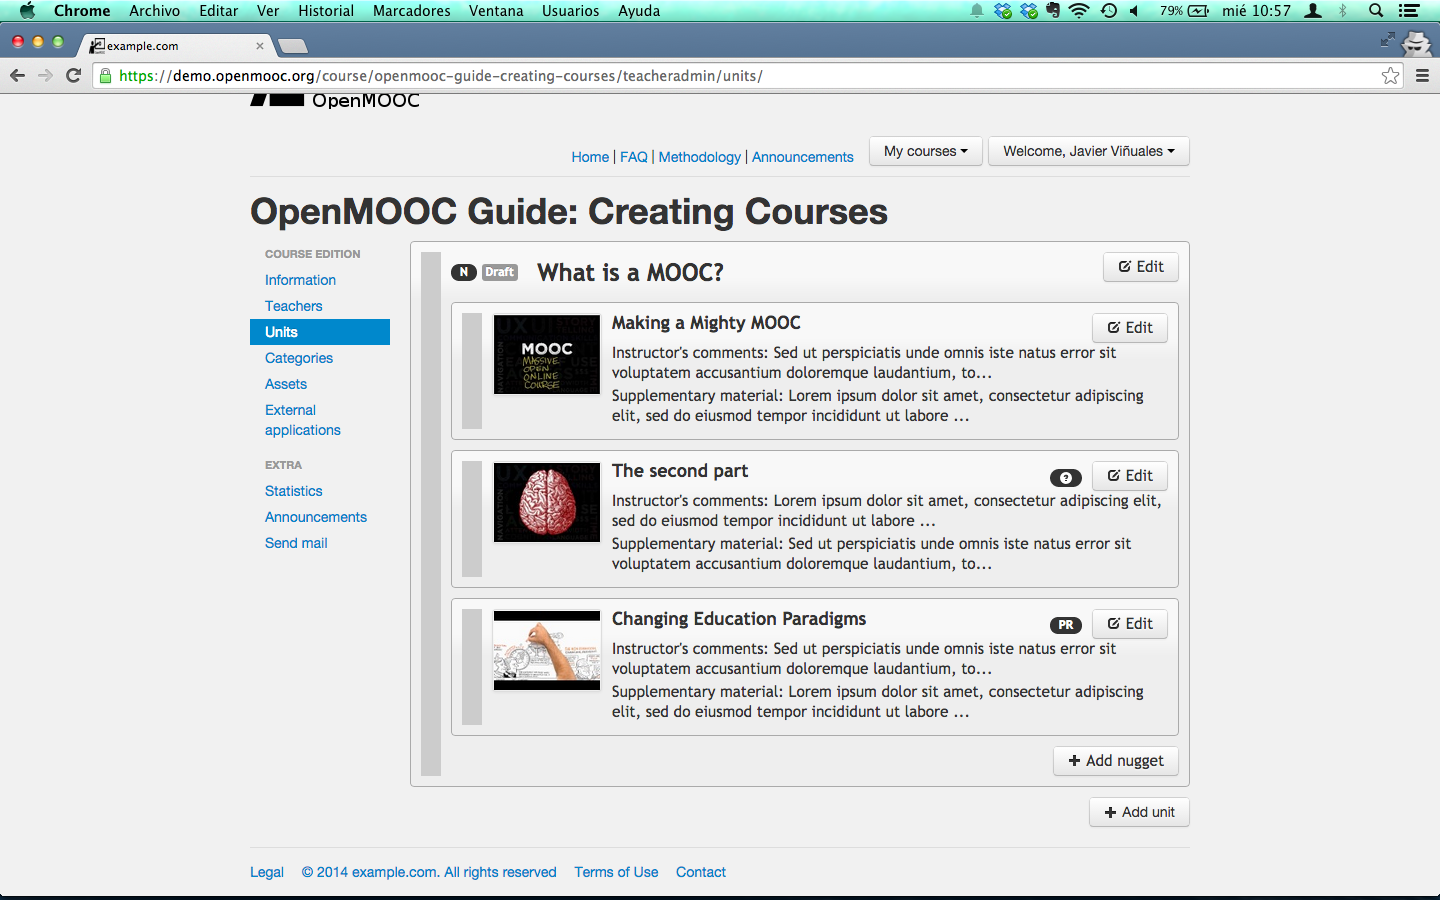 Chrome Archivo Editar Ver Historial Marcadores Ventana Usuarios Ayuda 79% mié 10:57
example.com
https://demo.openmooc.org/course/openmooc-guide-creating-courses/teacheradmin/units/
OpenMOOC
Home | FAQ | Methodology | Announcements My courses Welcome, Javier Viñuales
OpenMOOC Guide: Creating Courses
COURSE EDITION
Information
Teachers
Units
Categories
Assets
External
applications
EXTRA
Statistics
Announcements
Send mail
N Draft What is a MOOC? Edit
MOOC
MASSIVE
OPEN
ONLINE
COURSE
Making a Mighty MOOC Edit
Instructor's comments: Sed ut perspiciatis unde omnis iste natus error sit
voluptatem accusantium doloremque laudantium, to...
Supplementary material: Lorem ipsum dolor sit amet, consectetur adipiscing
elit, sed do eiusmod tempor incididunt ut labore ...
The second part ? Edit
Instructor's comments: Lorem ipsum dolor sit amet, consectetur adipiscing elit,
sed do eiusmod tempor incididunt ut labore ...
Supplementary material: Sed ut perspiciatis unde omnis iste natus error sit
voluptatem accusantium doloremque laudantium, to...
Changing Education Paradigms PR Edit
Instructor's comments: Sed ut perspiciatis unde omnis iste natus error sit
voluptatem accusantium doloremque laudantium, to...
Supplementary material: Lorem ipsum dolor sit amet, consectetur adipiscing
elit, sed do eiusmod tempor incididunt ut labore ...
+ Add nugget
+ Add unit
Legal © 2014 example.com. All rights reserved Terms of Use Contact